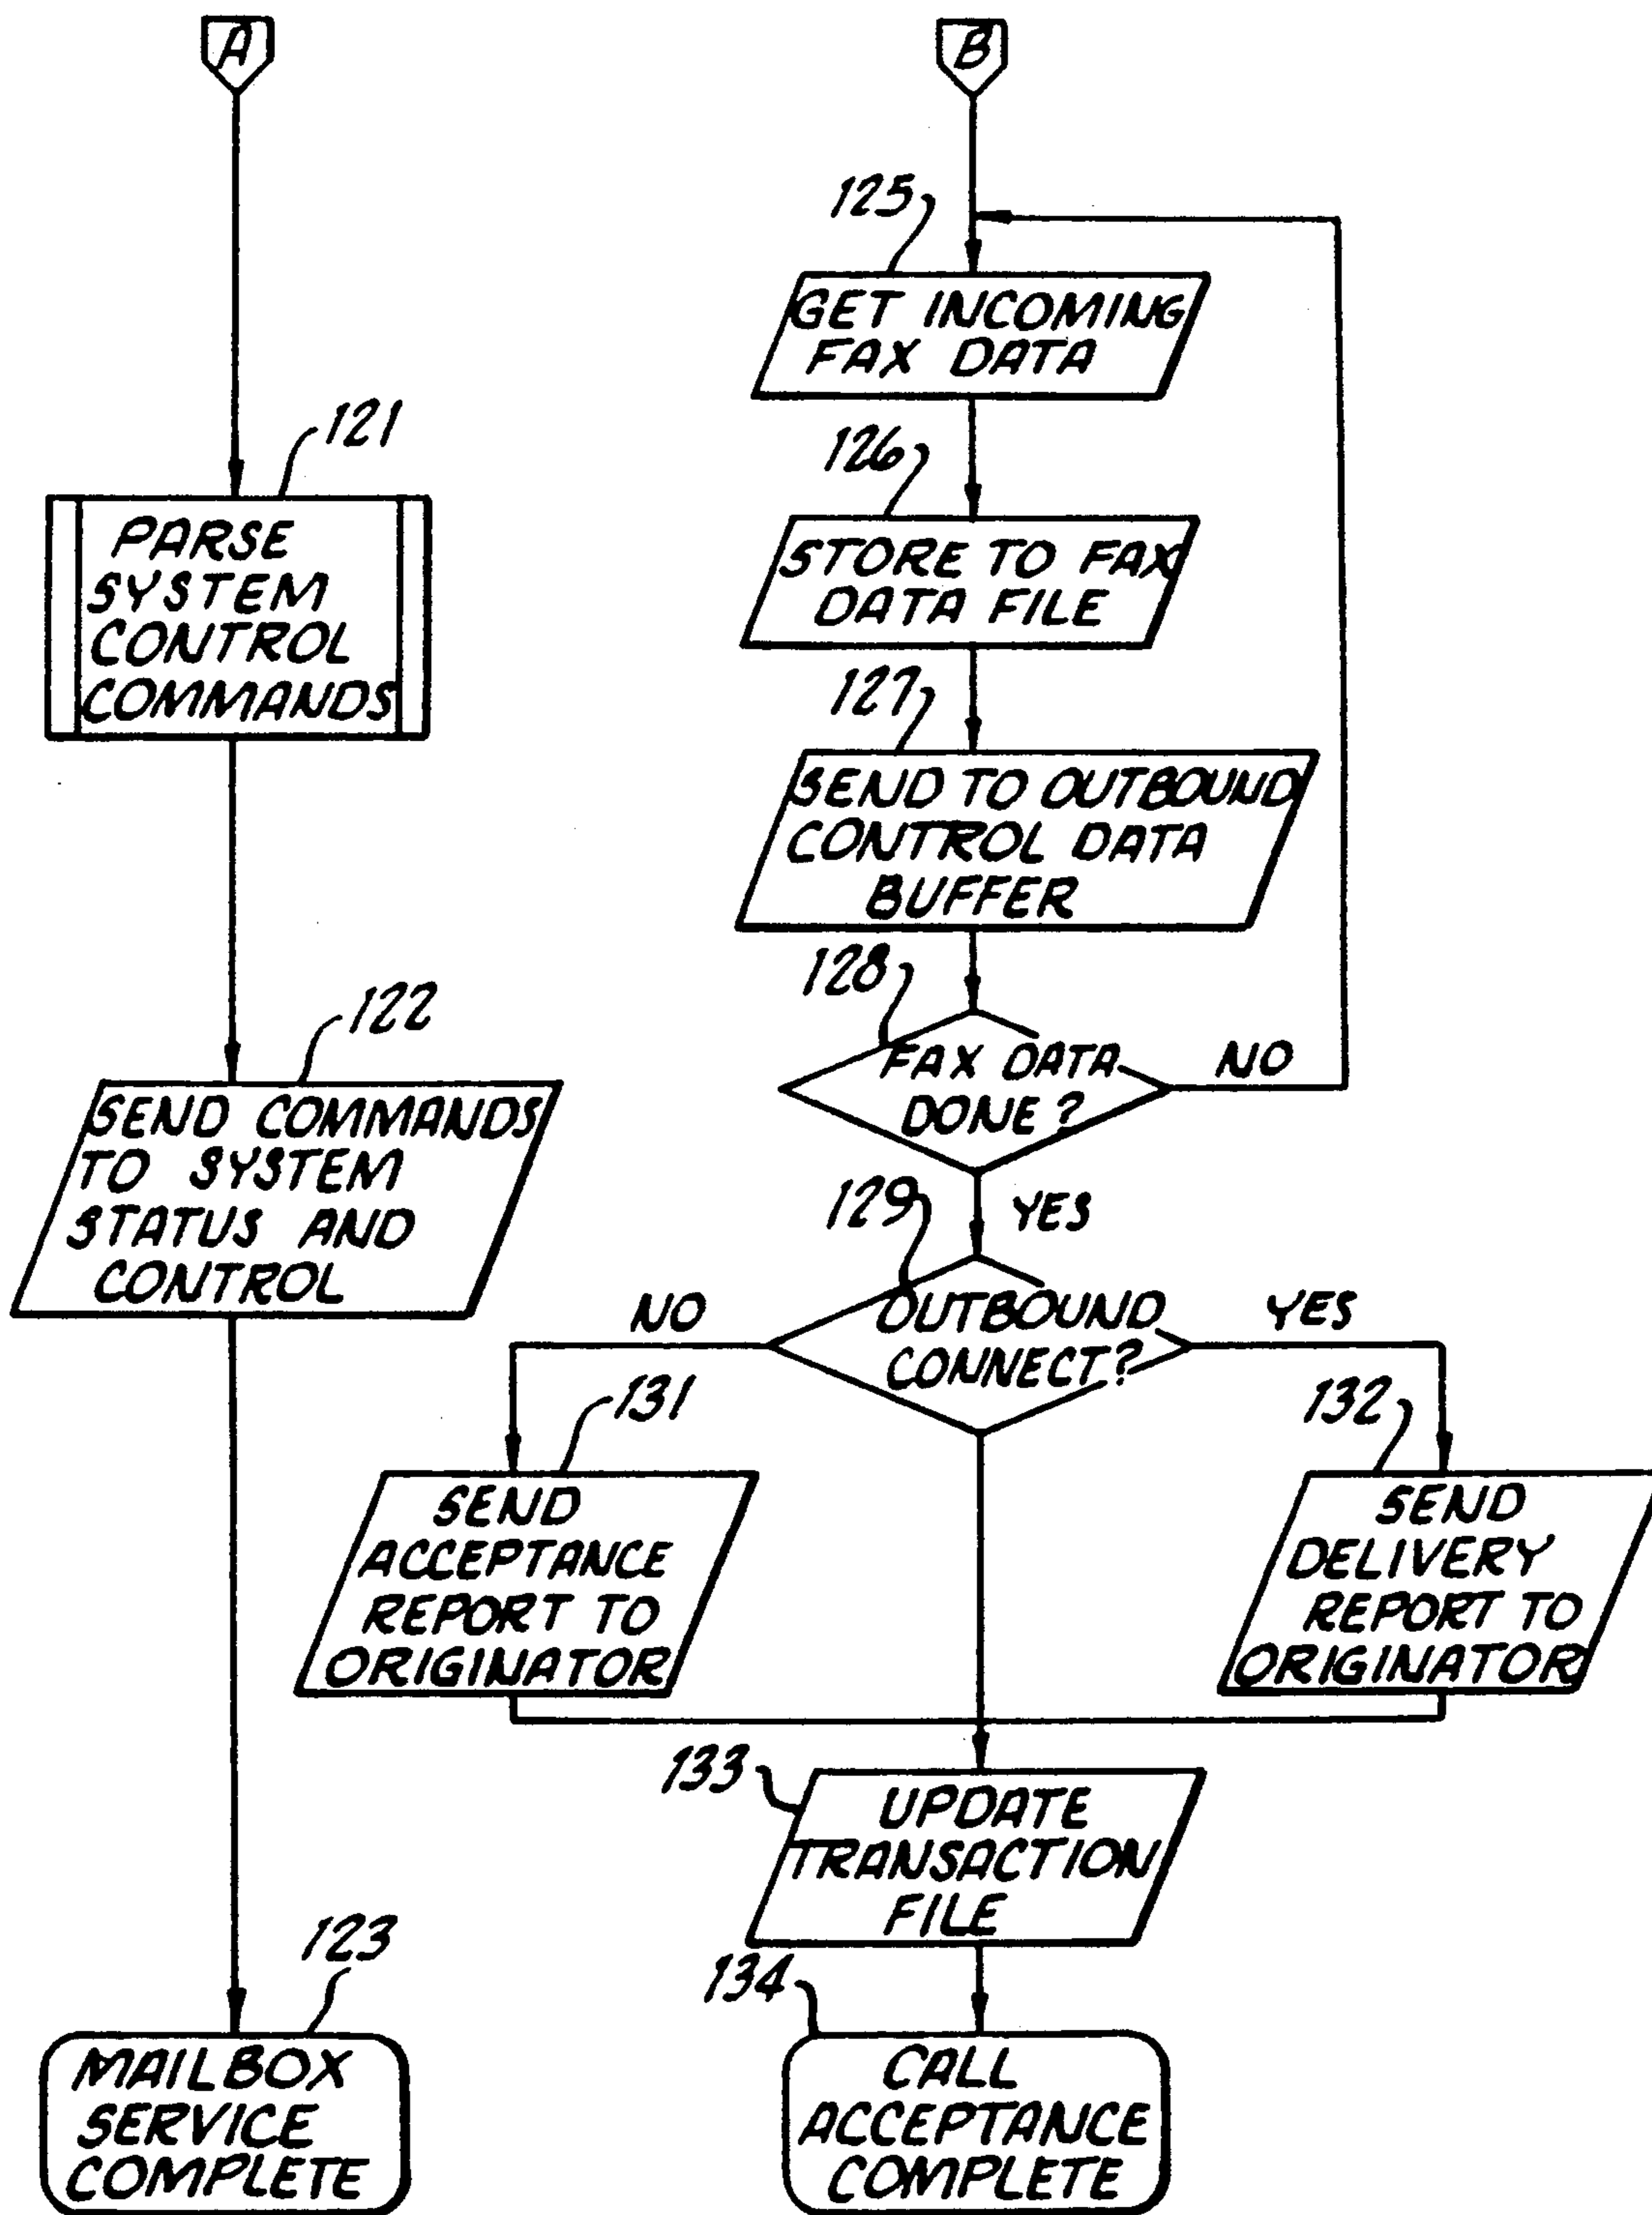 A
121
PARSE
SYSTEM
CONTROL
COMMANDS
122
SEND COMMANDS
TO SYSTEM
STATUS AND
CONTROL
123
MAILBOX
SERVICE
COMPLETE
B
125
GET INCOMING
FAX DATA
126
STORE TO FAX
DATA FILE
127
SEND TO OUTBOUND
CONTROL DATA
BUFFER
128
FAX DATA
DONE?
NO
YES
129
OUTBOUND
CONNECT?
NO
YES
131
SEND
ACCEPTANCE
REPORT TO
ORIGINATOR
132
SEND
DELIVERY
REPORT TO
ORIGINATOR
133
UPDATE
TRANSACTION
FILE
134
CALL
ACCEPTANCE
COMPLETE